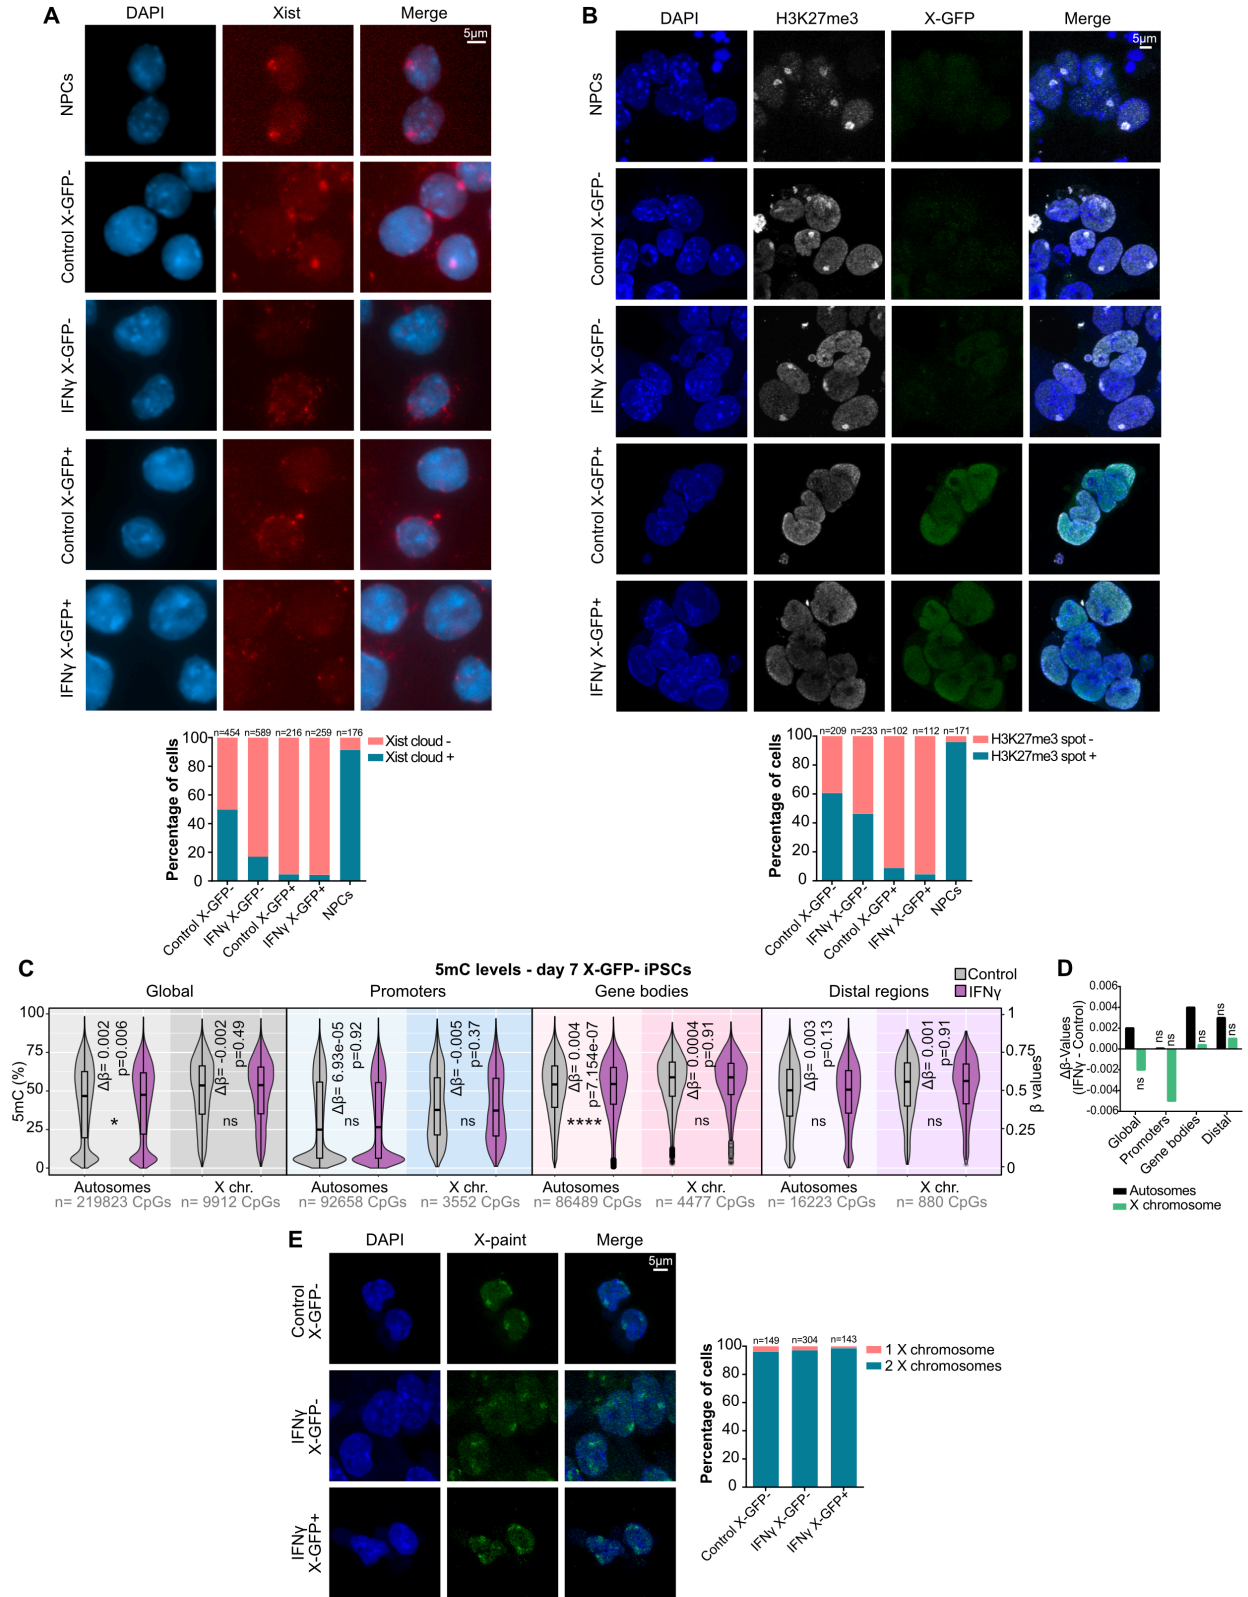 A
DAPI
Xist
Merge
5µm
NPCs
Control X-GFP-
IFNγ X-GFP-
Control X-GFP+
IFNγ X-GFP+
n=454 n=589 n=216 n=259 n=176
Percentage of cells
100
80
60
40
20
0
Xist cloud -
Xist cloud +
Control X-GFP-
IFNγ X-GFP-
Control X-GFP+
IFNγ X-GFP+
NPCs
B
DAPI
H3K27me3
X-GFP
Merge
5µm
NPCs
Control X-GFP-
IFNγ X-GFP-
Control X-GFP+
IFNγ X-GFP+
n=209 n=233 n=102 n=112 n=171
Percentage of cells
100
80
60
40
20
0
H3K27me3 spot -
H3K27me3 spot +
Control X-GFP-
IFNγ X-GFP-
Control X-GFP+
IFNγ X-GFP+
NPCs
C
5mC levels - day 7 X-GFP- iPSCs
Control
IFNγ
Global
Promoters
Gene bodies
Distal regions
5mC (%)
100
75
50
25
0
Δβ= 0.002
p=0.006
*
Δβ= -0.002
p=0.49
ns
Δβ= 6.93e-05
p=0.92
ns
Δβ= -0.005
p=0.37
ns
Δβ= 0.004
p=7.154e-07
****
Δβ= 0.0004
p=0.91
ns
Δβ= 0.003
p=0.13
ns
Δβ= 0.001
p=0.91
ns
1
0.75
0.5
0.25
0
β values
Autosomes
X chr.
Autosomes
X chr.
Autosomes
X chr.
Autosomes
X chr.
n= 219823 CpGs
n= 9912 CpGs
n= 92658 CpGs
n= 3552 CpGs
n= 86489 CpGs
n= 4477 CpGs
n= 16223 CpGs
n= 880 CpGs
D
Δβ-Values
(IFNγ - Control)
0.006
0.004
0.002
0.000
-0.002
-0.004
-0.006
ns
ns
ns
ns
ns
ns
Global
Promoters
Gene bodies
Distal
Autosomes
X chromosome
E
DAPI
X-paint
Merge
5µm
Control
X-GFP-
IFNγ
X-GFP-
IFNγ
X-GFP+
n=149 n=304 n=143
Percentage of cells
100
80
60
40
20
0
1 X chromosome
2 X chromosomes
Control X-GFP-
IFNγ X-GFP-
IFNγ X-GFP+